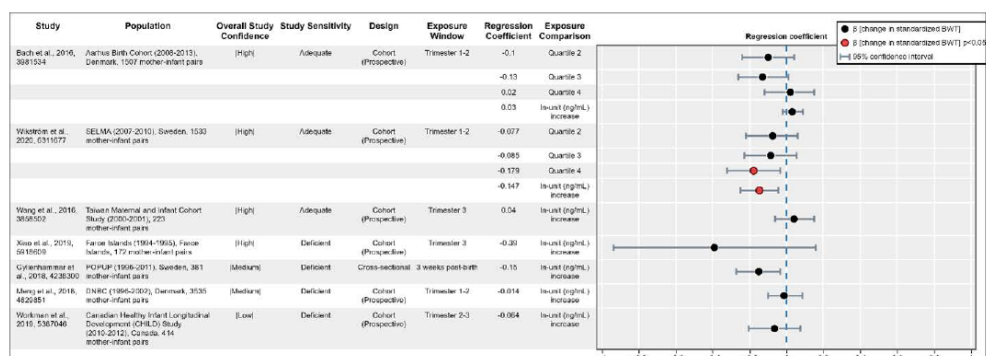 Study Population Overall Study Confidence Study Sensitivity Design Exposure Window Regression Coefficient Exposure Comparison
Regression coefficient
β [change in standardized BWT]
β [change in standardized BWT] p<0.05
95% confidence interval
Bach et al., 2016, 3981534 Aarhus Birth Cohort (2008-2013), Denmark, 1507 mother-infant pairs |High| Adequate Cohort (Prospective) Trimester 1-2 -0.1 Quartile 2
-0.13 Quartile 3
0.02 Quartile 4
0.03 ln-unit (ng/mL) increase
Wikström et al., 2020, 6311677 SELMA (2007-2010), Sweden, 1533 mother-infant pairs |High| Adequate Cohort (Prospective) Trimester 1-2 -0.077 Quartile 2
-0.085 Quartile 3
-0.179 Quartile 4
-0.147 ln-unit (ng/mL) increase
Wang et al., 2016, 3858502 Taiwan Maternal and Infant Cohort Study (2000-2001), 223 mother-infant pairs |High| Adequate Cohort (Prospective) Trimester 3 0.04 ln-unit (ng/mL) increase
Xiao et al., 2019, 5918609 Faroe Islands (1994-1995), Faroe Islands, 172 mother-infant pairs |High| Deficient Cohort (Prospective) Trimester 3 -0.39 ln-unit (ng/mL) increase
Gyllenhammar et al., 2018, 4238300 POPUP (1996-2011), Sweden, 381 mother-infant pairs |Medium| Deficient Cross-sectional 3 weeks post-birth ln-unit (ng/mL) increase
Meng et al., 2018, 4829851 DNBC (1996-2002), Denmark, 3535 mother-infant pairs |Medium| Deficient Cohort (Prospective) Trimester 1-2 -0.014 ln-unit (ng/mL) increase
Workman et al., 2019, 5387046 Canadian Healthy Infant Longitudinal Development (CHILD) Study (2010-2012), Canada, 414 mother-infant pairs |Low| Deficient Cohort (Prospective) Trimester 2-3 -0.064 ln-unit (ng/mL) increase